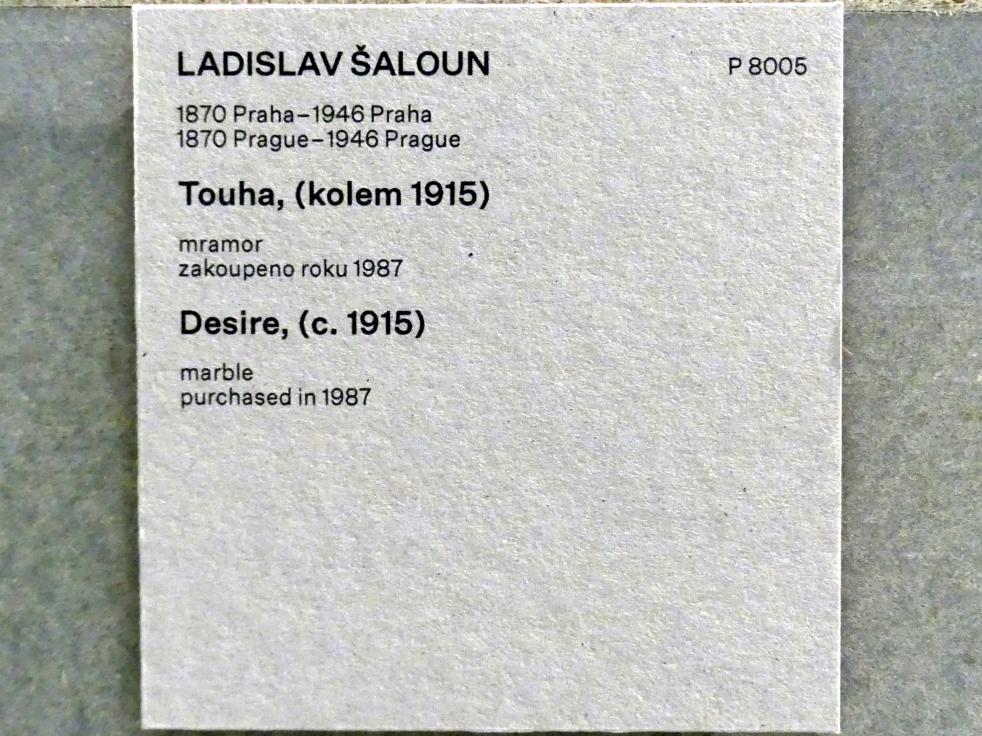 LADISLAV ŠALOUN P 8005
1870 Praha–1946 Praha
1870 Prague–1946 Prague
Touha, (kolem 1915)
mramor
zakoupeno roku 1987
Desire, (c. 1915)
marble
purchased in 1987